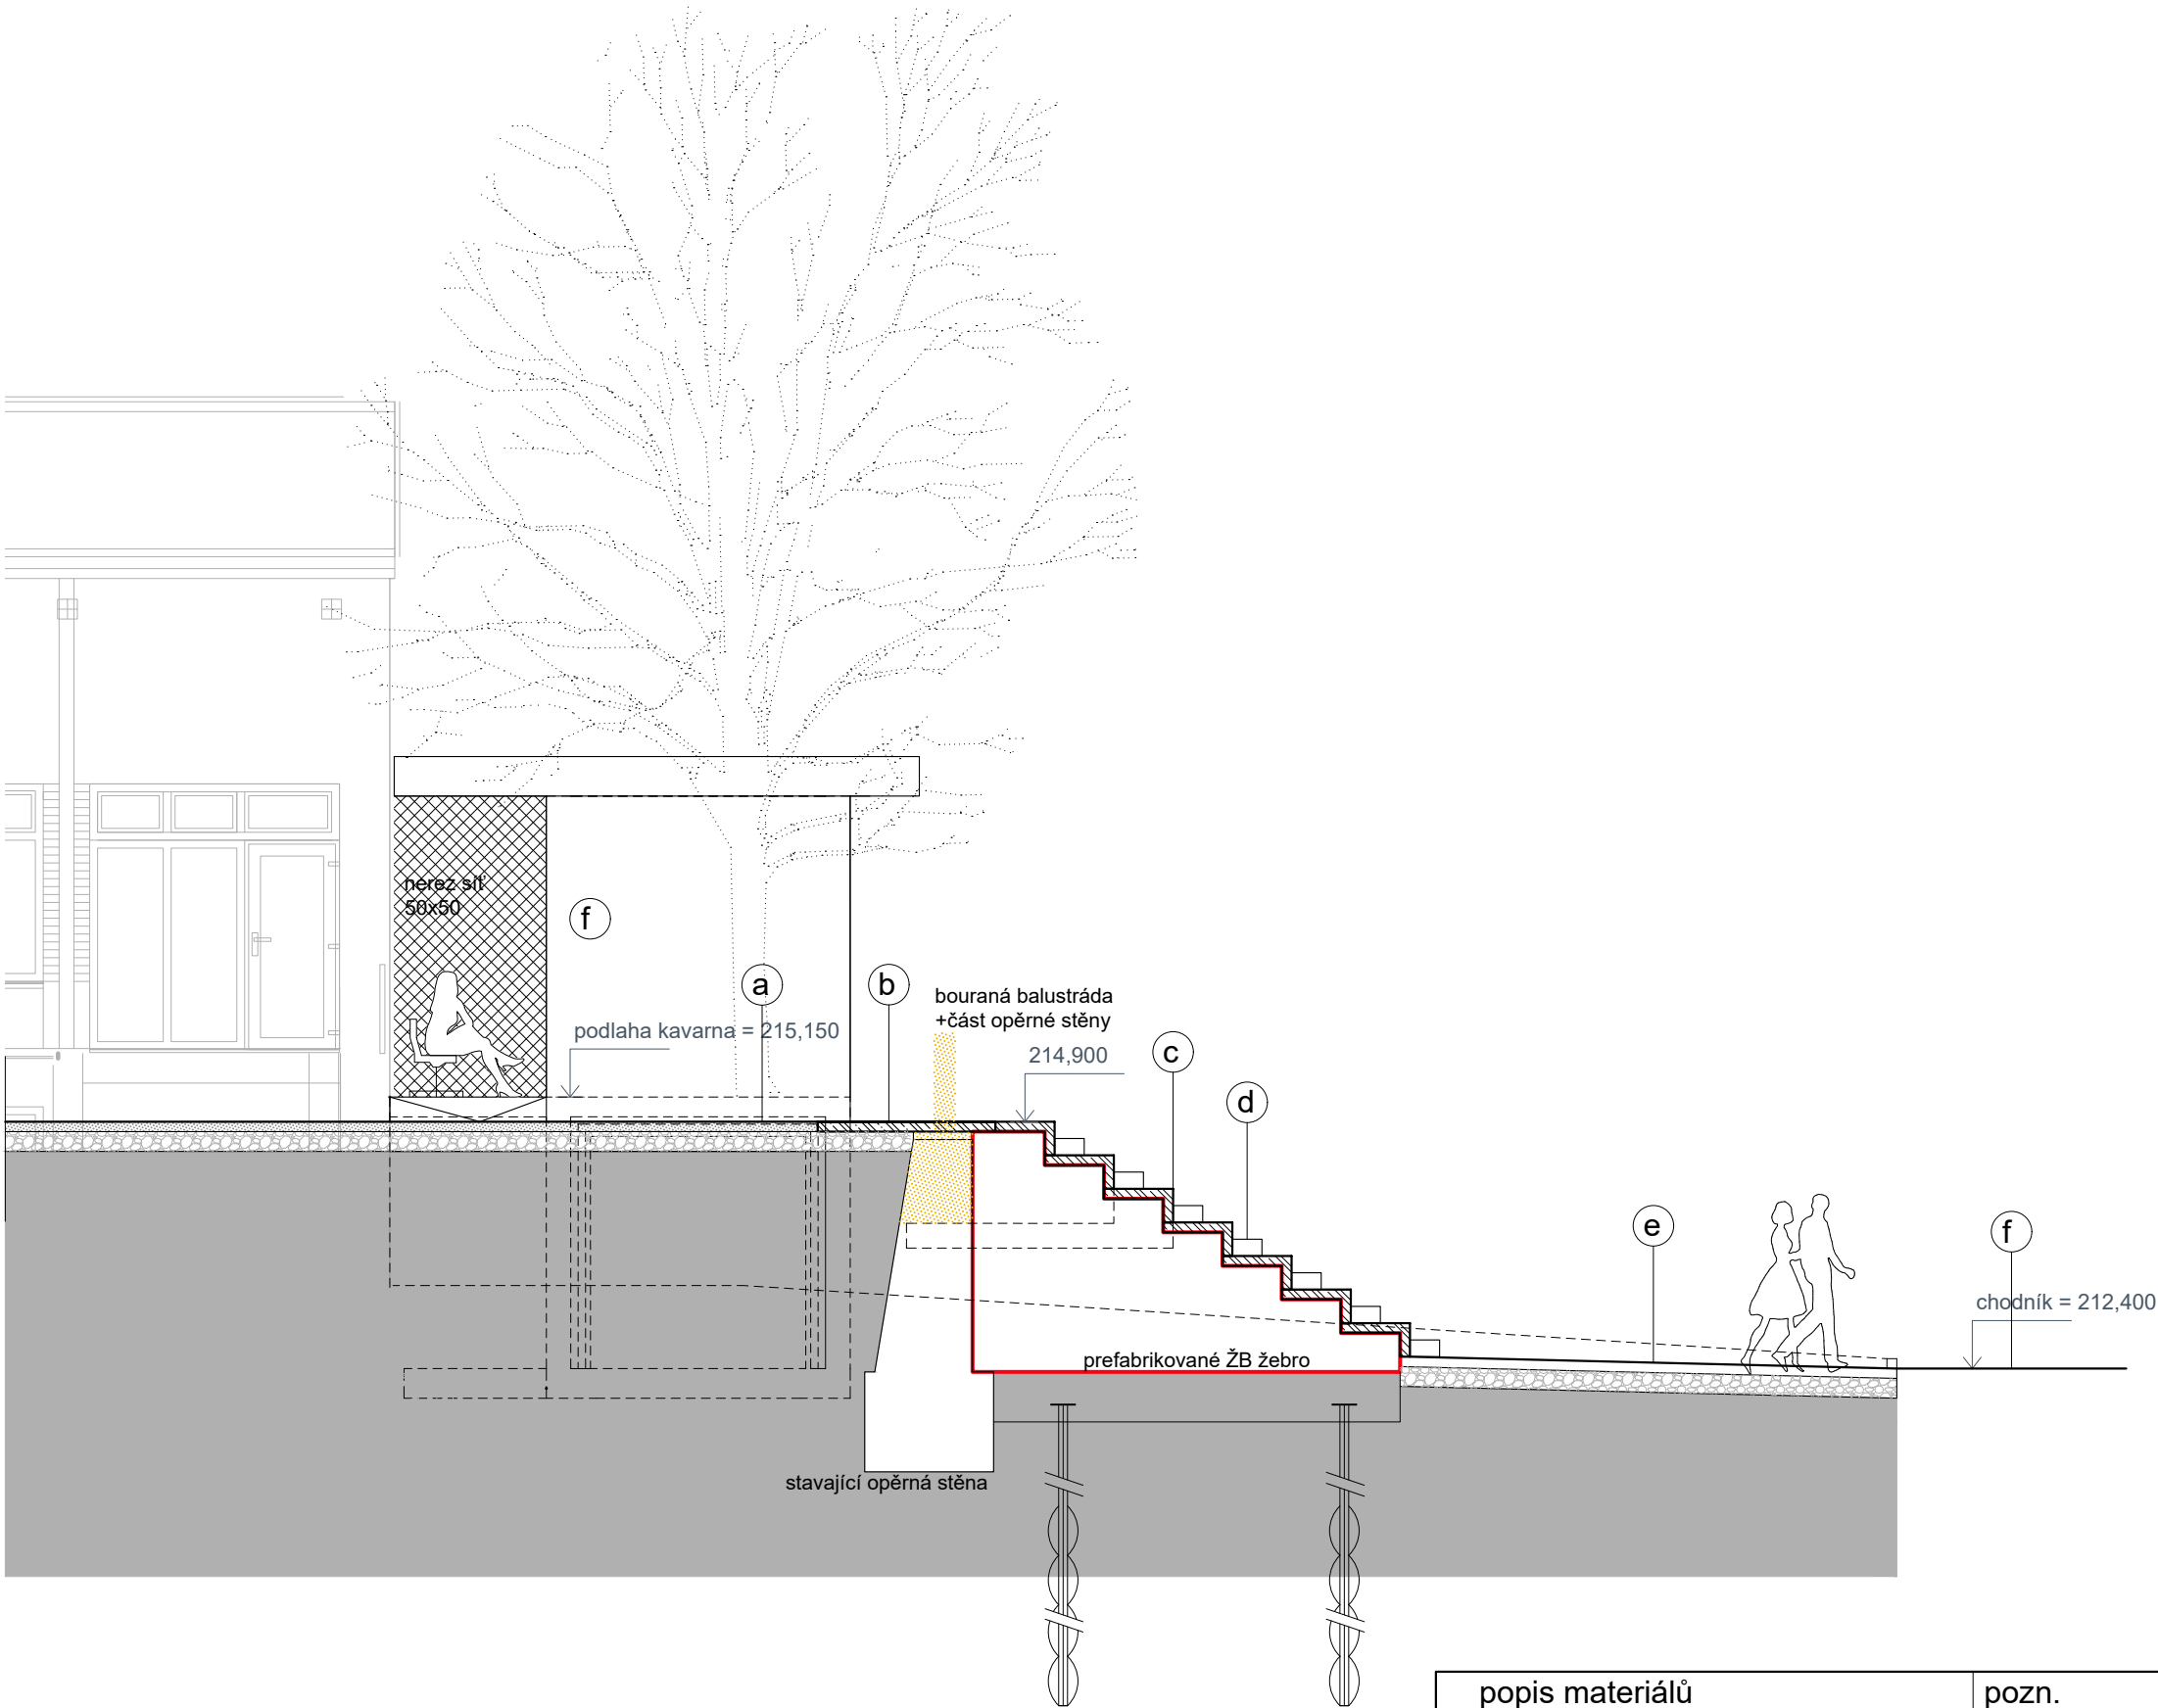 nerez síť
50x50
f
a
b
bouraná balustráda
+část opěrné stěny
podlaha kavarna = 215,150
214,900
c
d
e
f
chodník = 212,400
prefabrikované ŽB žebro
stavající opěrná stěna
popis materiálů
pozn.